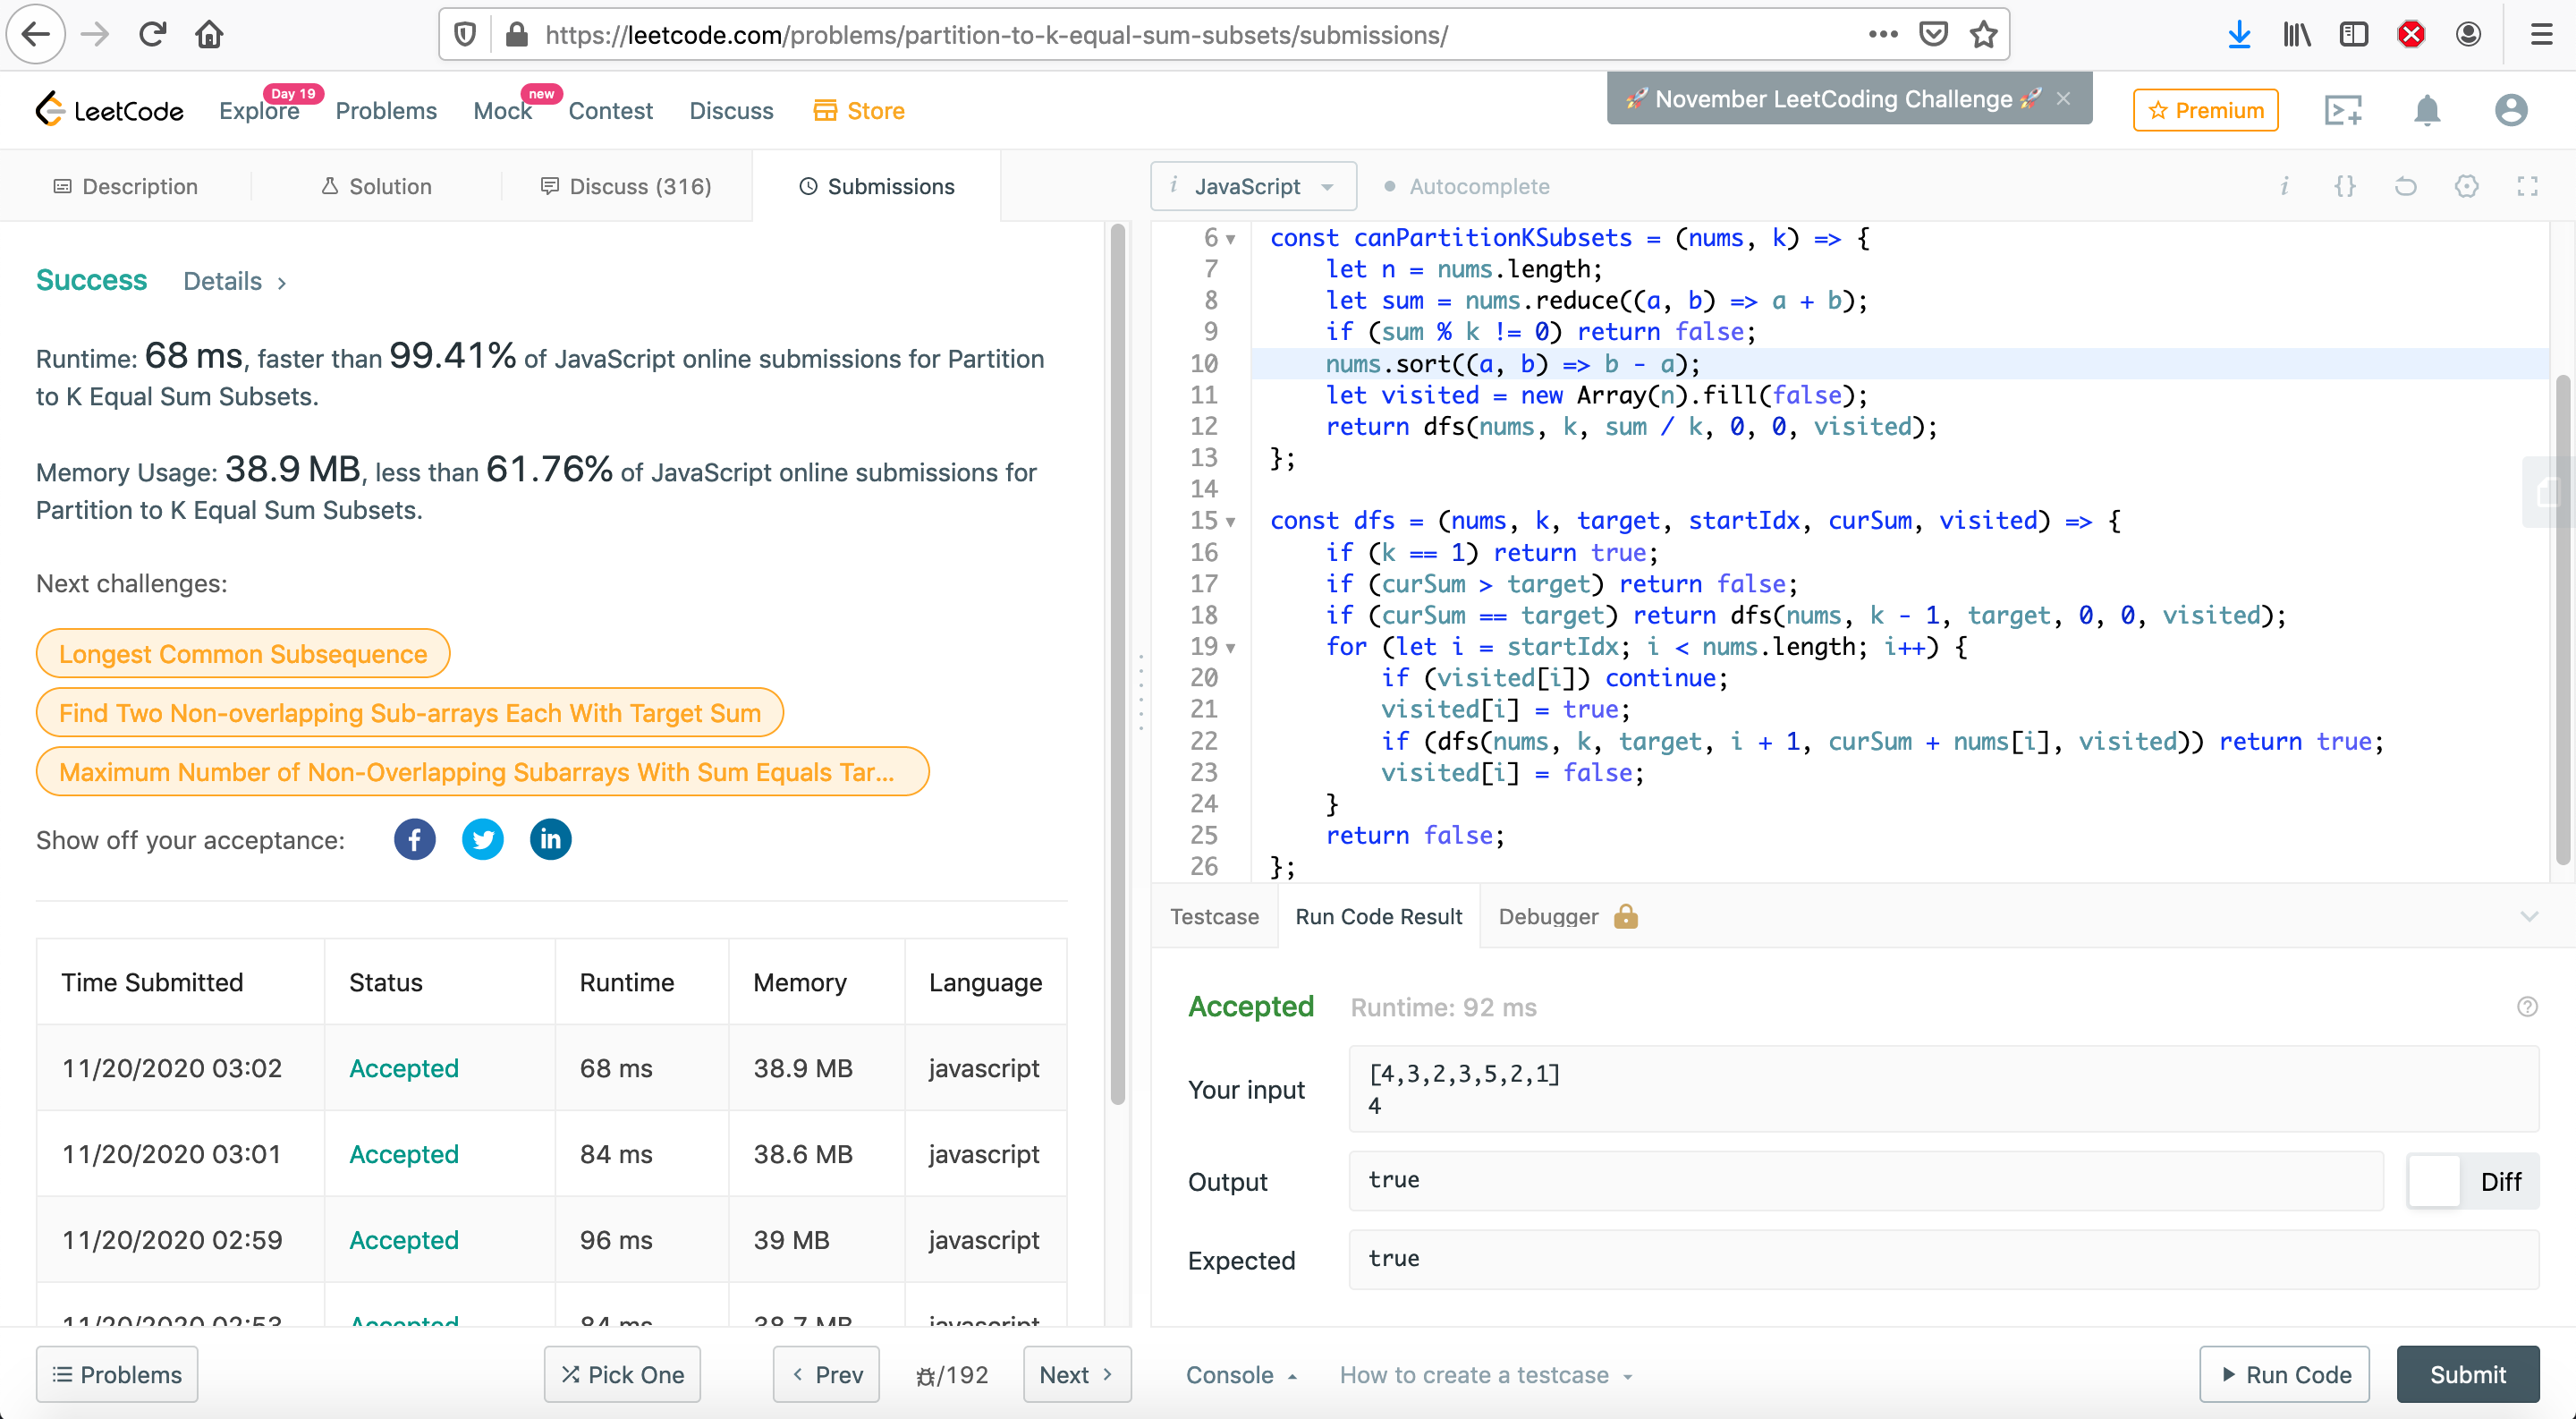 https://leetcode.com/problems/partition-to-k-equal-sum-subsets/submissions/
LeetCode
Explore
Day 19
Problems
Mock
new
Contest
Discuss
Store
🚀 November LeetCoding Challenge 🚀 ×
Premium
Description
Solution
Discuss (316)
Submissions
Success
Details >
Runtime: 68 ms, faster than 99.41% of JavaScript online submissions for Partition
to K Equal Sum Subsets.
Memory Usage: 38.9 MB, less than 61.76% of JavaScript online submissions for
Partition to K Equal Sum Subsets.
Next challenges:
Longest Common Subsequence
Find Two Non-overlapping Sub-arrays Each With Target Sum
Maximum Number of Non-Overlapping Subarrays With Sum Equals Tar...
Show off your acceptance:
Time Submitted Status Runtime Memory Language
11/20/2020 03:02 Accepted 68 ms 38.9 MB javascript
11/20/2020 03:01 Accepted 84 ms 38.6 MB javascript
11/20/2020 02:59 Accepted 96 ms 39 MB javascript
11/20/2020 02:53 Accepted 84 ms 38.7 MB javascript
Problems
Pick One
Prev
/192
Next
i JavaScript
Autocomplete
6 const canPartitionKSubsets = (nums, k) => {
7 let n = nums.length;
8 let sum = nums.reduce((a, b) => a + b);
9 if (sum % k != 0) return false;
10 nums.sort((a, b) => b - a);
11 let visited = new Array(n).fill(false);
12 return dfs(nums, k, sum / k, 0, 0, visited);
13 };
14
15 const dfs = (nums, k, target, startIdx, curSum, visited) => {
16 if (k == 1) return true;
17 if (curSum > target) return false;
18 if (curSum == target) return dfs(nums, k - 1, target, 0, 0, visited);
19 for (let i = startIdx; i < nums.length; i++) {
20 if (visited[i]) continue;
21 visited[i] = true;
22 if (dfs(nums, k, target, i + 1, curSum + nums[i], visited)) return true;
23 visited[i] = false;
24 }
25 return false;
26 };
Testcase
Run Code Result
Debugger
Accepted
Runtime: 92 ms
Your input
[4,3,2,3,5,2,1]
4
Output
true
Diff
Expected
true
Console
How to create a testcase
Run Code
Submit